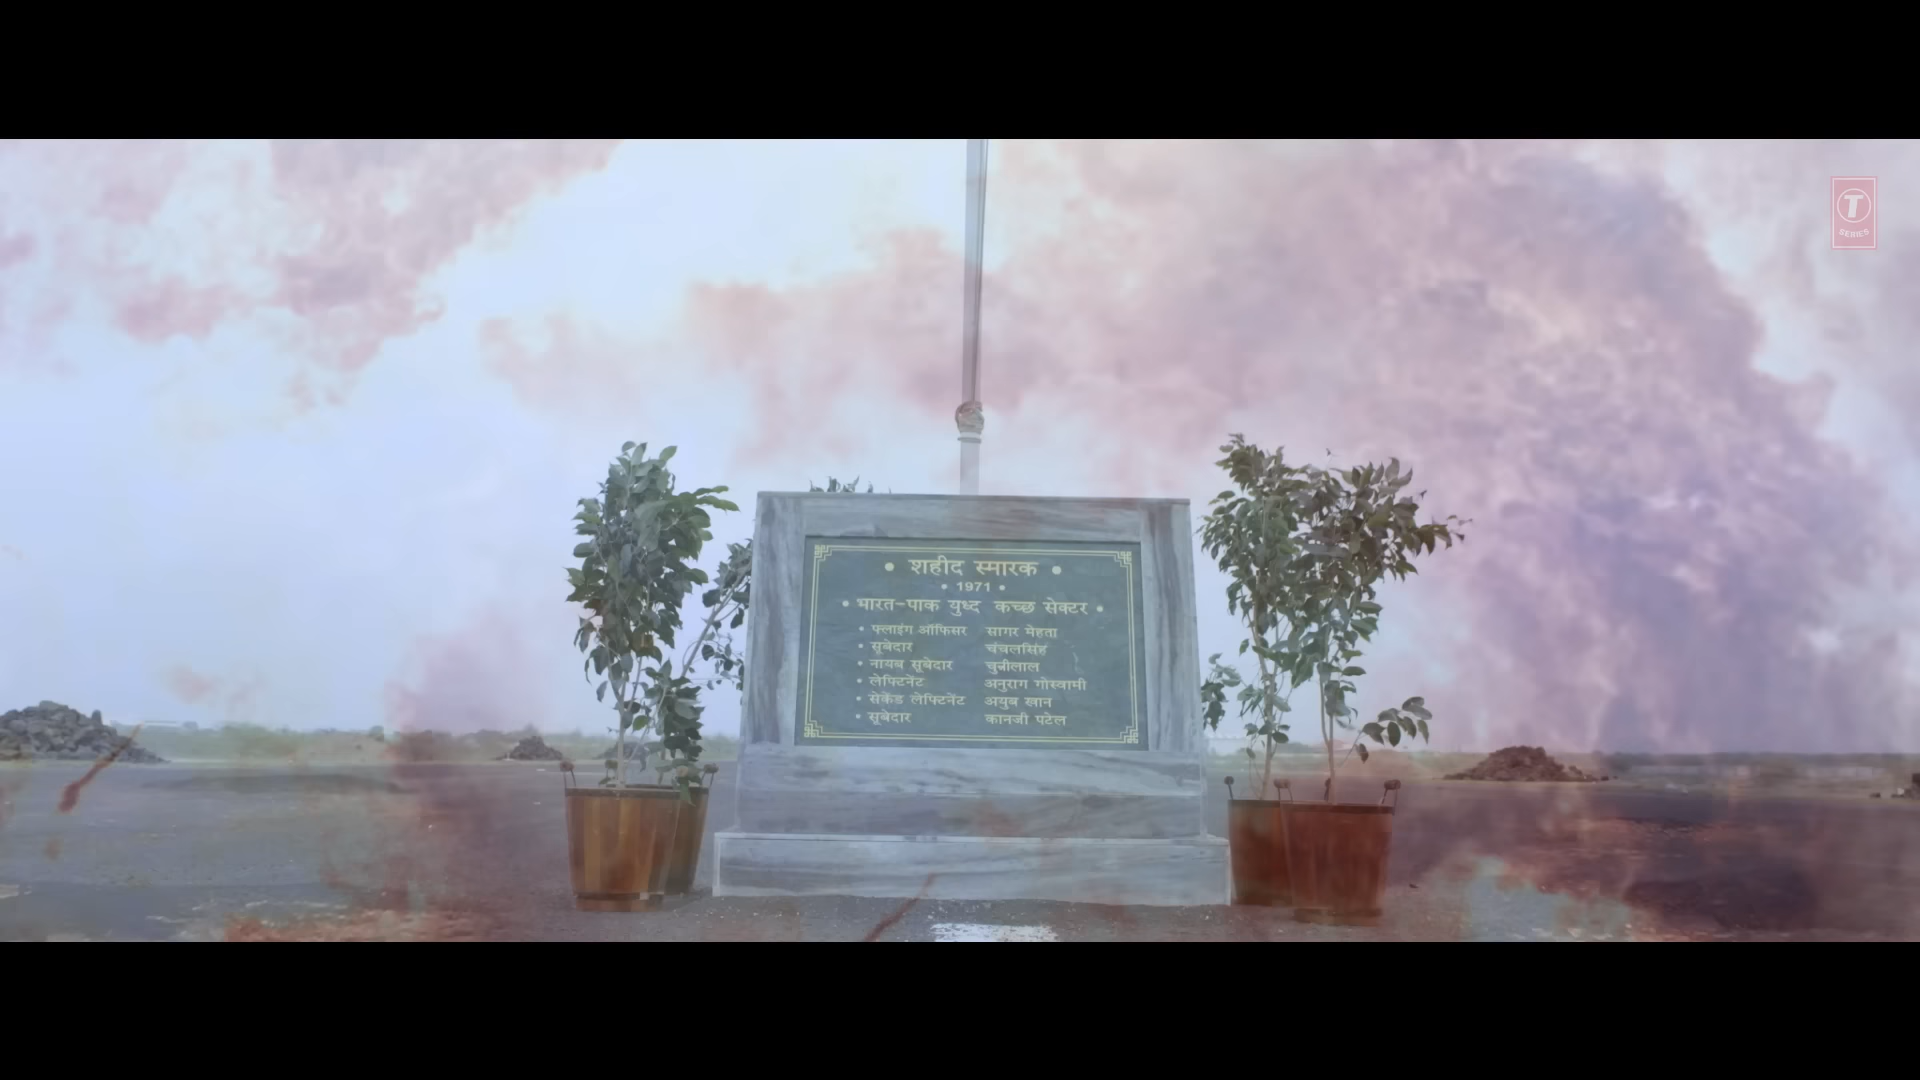 T
SERIES
• शहीद स्मारक •
• 1971 •
• भारत-पाक युध्द कच्छ सेक्टर •
• फ्लाइंग ऑफिसर सागर मेहता
• सूबेदार चंचलसिंह
• नायब सूबेदार चुन्नीलाल
• लेफ्टिनेंट अनुराग गोस्वामी
• सेकेंड लेफ्टिनेंट अयुब खान
• सूबेदार कानजी पटेल